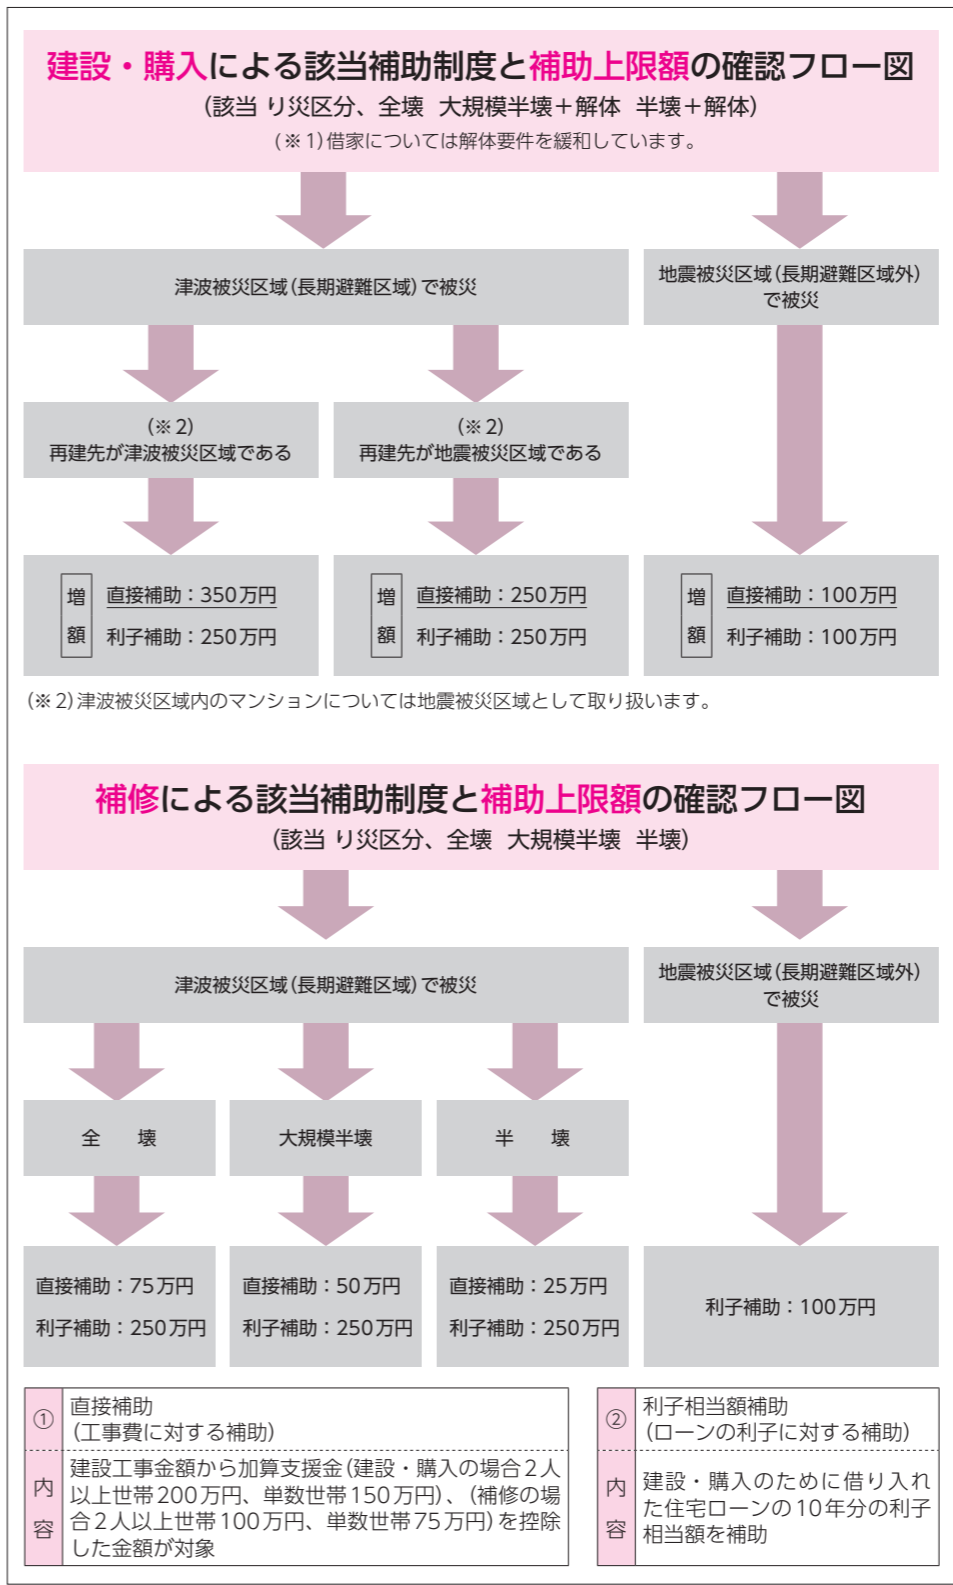 建設・購入による該当補助制度と補助上限額の確認フロー図
(該当 り災区分、全壊 大規模半壊＋解体 半壊＋解体)
(※1)借家については解体要件を緩和しています。
津波被災区域(長期避難区域)で被災
地震被災区域(長期避難区域外)
で被災
(※2)
再建先が津波被災区域である
(※2)
再建先が地震被災区域である
増額
直接補助：350万円
利子補助：250万円
増額
直接補助：250万円
利子補助：250万円
増額
直接補助：100万円
利子補助：100万円
(※2)津波被災区域内のマンションについては地震被災区域として取り扱います。
補修による該当補助制度と補助上限額の確認フロー図
(該当 り災区分、全壊 大規模半壊 半壊)
津波被災区域(長期避難区域)で被災
地震被災区域(長期避難区域外)
で被災
全　壊
大規模半壊
半　壊
直接補助：75万円
利子補助：250万円
直接補助：50万円
利子補助：250万円
直接補助：25万円
利子補助：250万円
利子補助：100万円
①
直接補助
(工事費に対する補助)
内容
建設工事金額から加算支援金(建設・購入の場合2人
以上世帯200万円、単数世帯150万円)、(補修の場
合2人以上世帯100万円、単数世帯75万円)を控除
した金額が対象
②
利子相当額補助
(ローンの利子に対する補助)
内容
建設・購入のために借り入れ
た住宅ローンの10年分の利子
相当額を補助